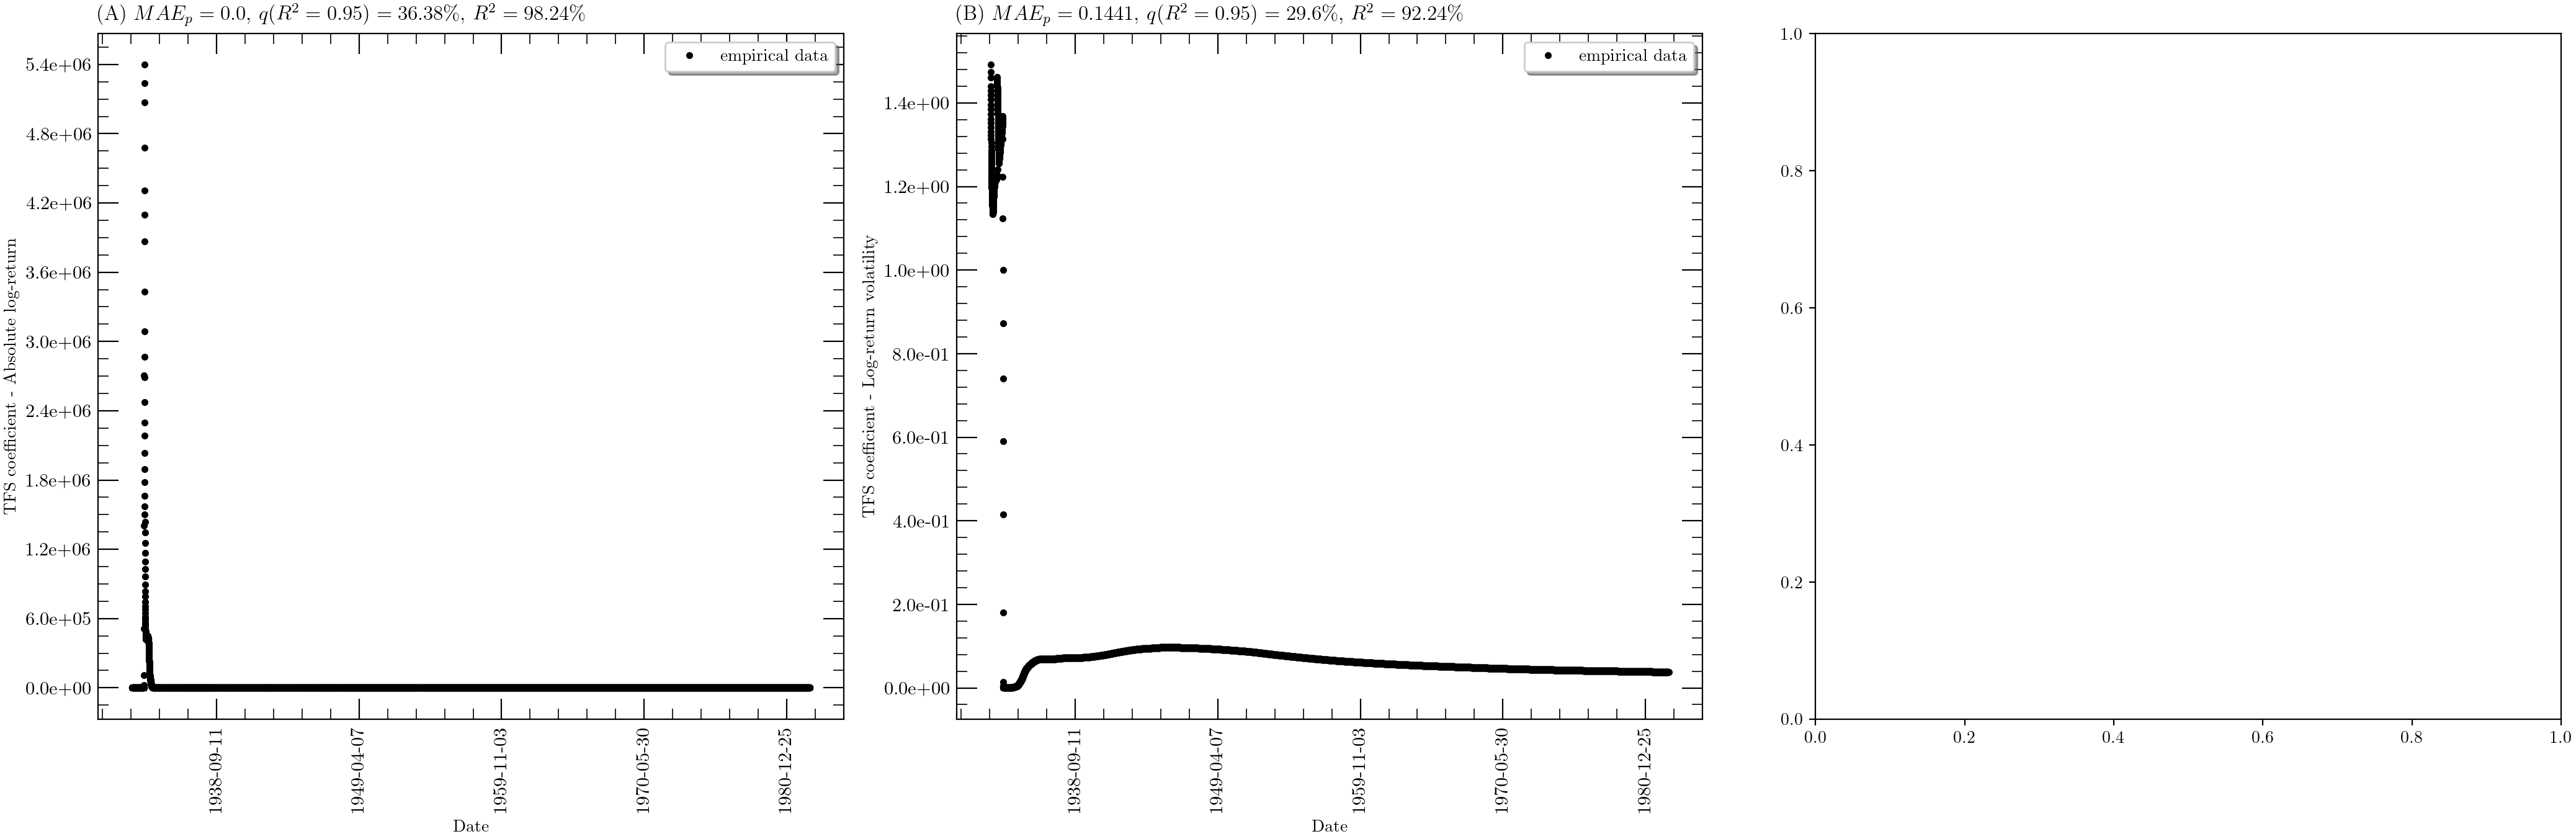 (A) MAE_p = 0.0, q(R² = 0.95) = 36.38%, R² = 98.24%
empirical data
TFS coefficient - Absolute log-return
5.4e+06
4.8e+06
4.2e+06
3.6e+06
3.0e+06
2.4e+06
1.8e+06
1.2e+06
6.0e+05
0.0e+00
1938-09-11
1949-04-07
1959-11-03
1970-05-30
1980-12-25
Date
(B) MAE_p = 0.1441, q(R² = 0.95) = 29.6%, R² = 92.24%
empirical data
TFS coefficient - Log-return volatility
1.4e+00
1.2e+00
1.0e+00
8.0e-01
6.0e-01
4.0e-01
2.0e-01
0.0e+00
1938-09-11
1949-04-07
1959-11-03
1970-05-30
1980-12-25
Date
1.0
0.8
0.6
0.4
0.2
0.0
0.0 0.2 0.4 0.6 0.8 1.0